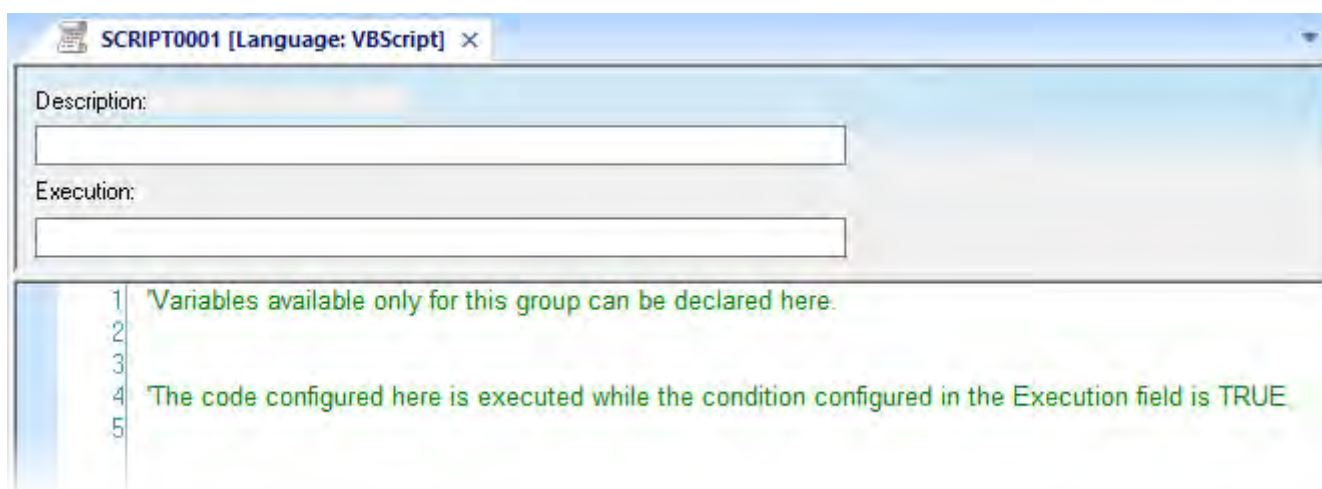 SCRIPT0001 [Language: VBScript] ×
Description:
Execution:
1 'Variables available only for this group can be declared here.
2
3
4 'The code configured here is executed while the condition configured in the Execution field is TRUE.
5